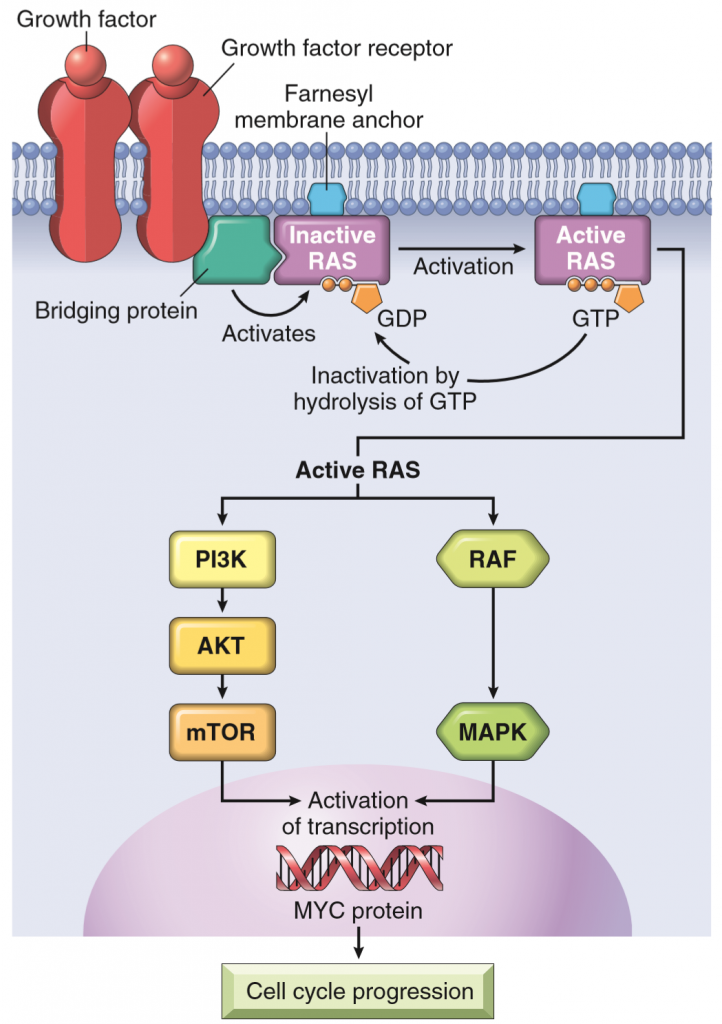 Growth factor
Growth factor receptor
Farnesyl
membrane anchor
Inactive
RAS
Activation
Active
RAS
Bridging protein
Activates
GDP
GTP
Inactivation by
hydrolysis of GTP
Active RAS
PI3K
RAF
AKT
mTOR
MAPK
Activation
of transcription
MYC protein
Cell cycle progression